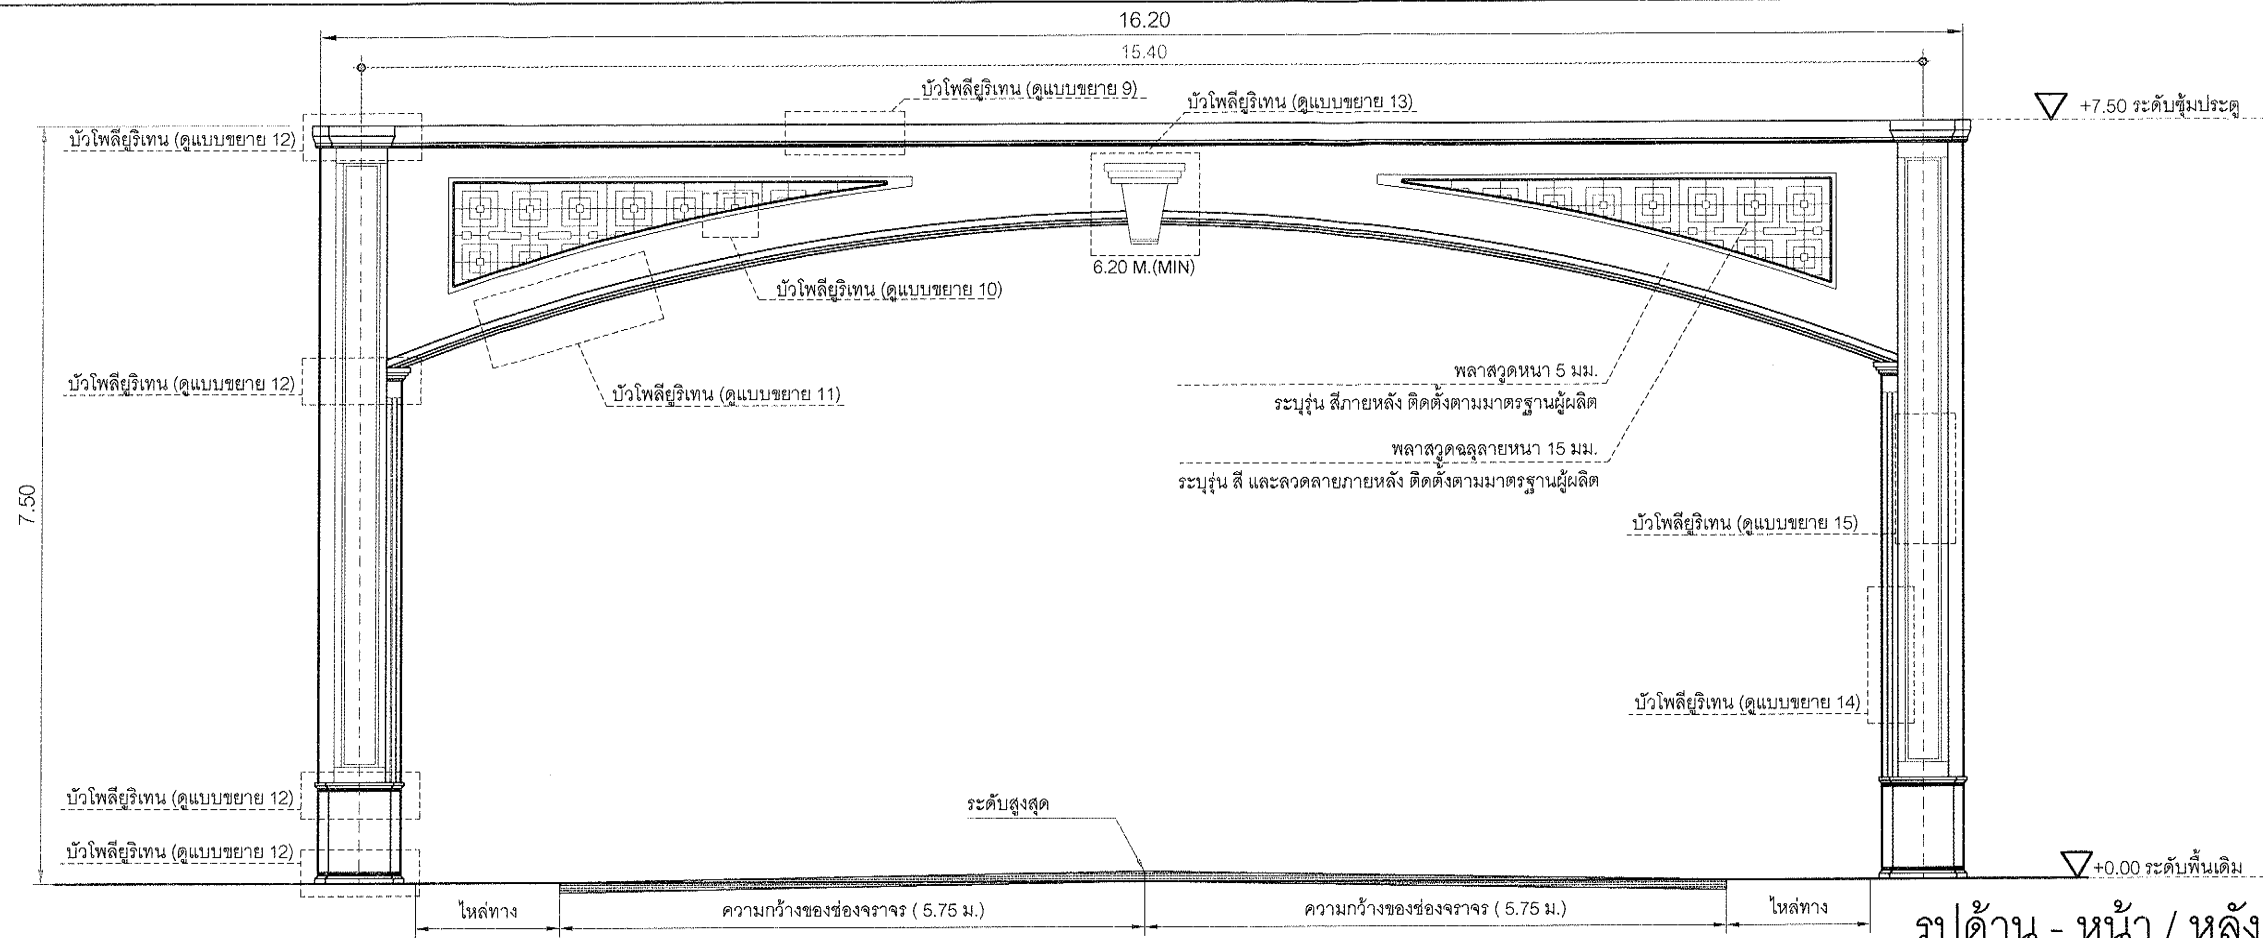 16.20
15.40
บัวโพลียูริเทน (ดูแบบขยาย 9)
บัวโพลียูริเทน (ดูแบบขยาย 13)
+7.50 ระดับซุ้มประตู
บัวโพลียูริเทน (ดูแบบขยาย 12)
6.20 M.(MIN)
บัวโพลียูริเทน (ดูแบบขยาย 10)
พลาสวูดหนา 5 มม.
บัวโพลียูริเทน (ดูแบบขยาย 12)
บัวโพลียูริเทน (ดูแบบขยาย 11)
ระบุรุ่น สีภายหลัง ติดตั้งตามมาตรฐานผู้ผลิต
พลาสวูดฉลุลายหนา 15 มม.
ระบุรุ่น สี และลวดลายภายหลัง ติดตั้งตามมาตรฐานผู้ผลิต
7.50
บัวโพลียูริเทน (ดูแบบขยาย 15)
บัวโพลียูริเทน (ดูแบบขยาย 14)
บัวโพลียูริเทน (ดูแบบขยาย 12)
ระดับสูงสุด
บัวโพลียูริเทน (ดูแบบขยาย 12)
+0.00 ระดับพื้นเดิม
ไหล่ทาง
ความกว้างของช่องจราจร ( 5.75 ม.)
ความกว้างของช่องจราจร ( 5.75 ม.)
ไหล่ทาง
รูปด้าน - หน้า / หลัง